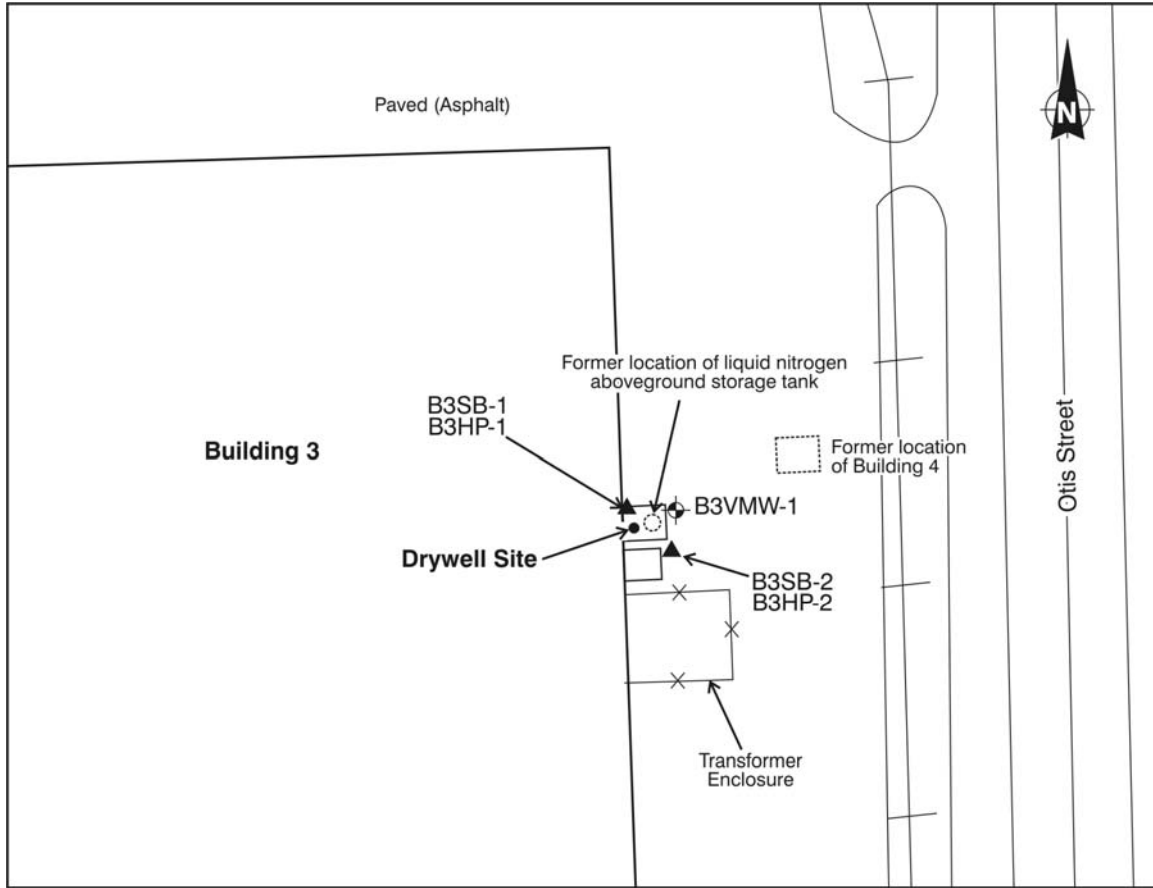 Paved (Asphalt)
N
Former location of liquid nitrogen
aboveground storage tank
B3SB-1
B3HP-1
Building 3
Former location
of Building 4
Otis Street
B3VMW-1
Drywell Site
B3SB-2
B3HP-2
Transformer
Enclosure